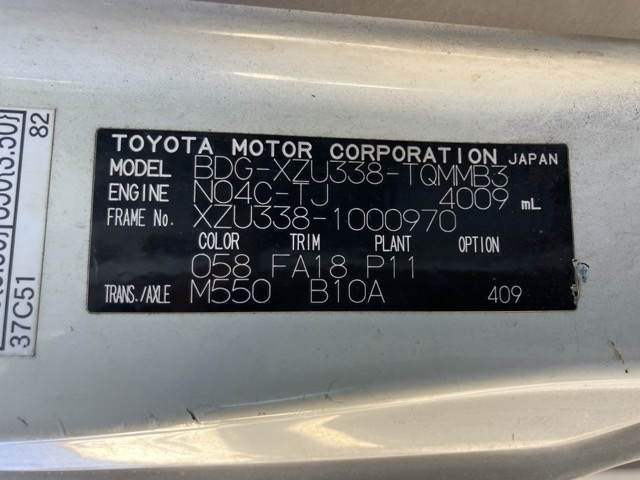 TOYOTA MOTOR CORPORATION JAPAN
MODEL BDG-XZU338-TQMMB3
ENGINE N04C-TJ 4009 mL
FRAME No. XZU338-1000970
COLOR TRIM PLANT OPTION
058 FA18 P11
TRANS./AXLE M550 B10A 409
82
37C51